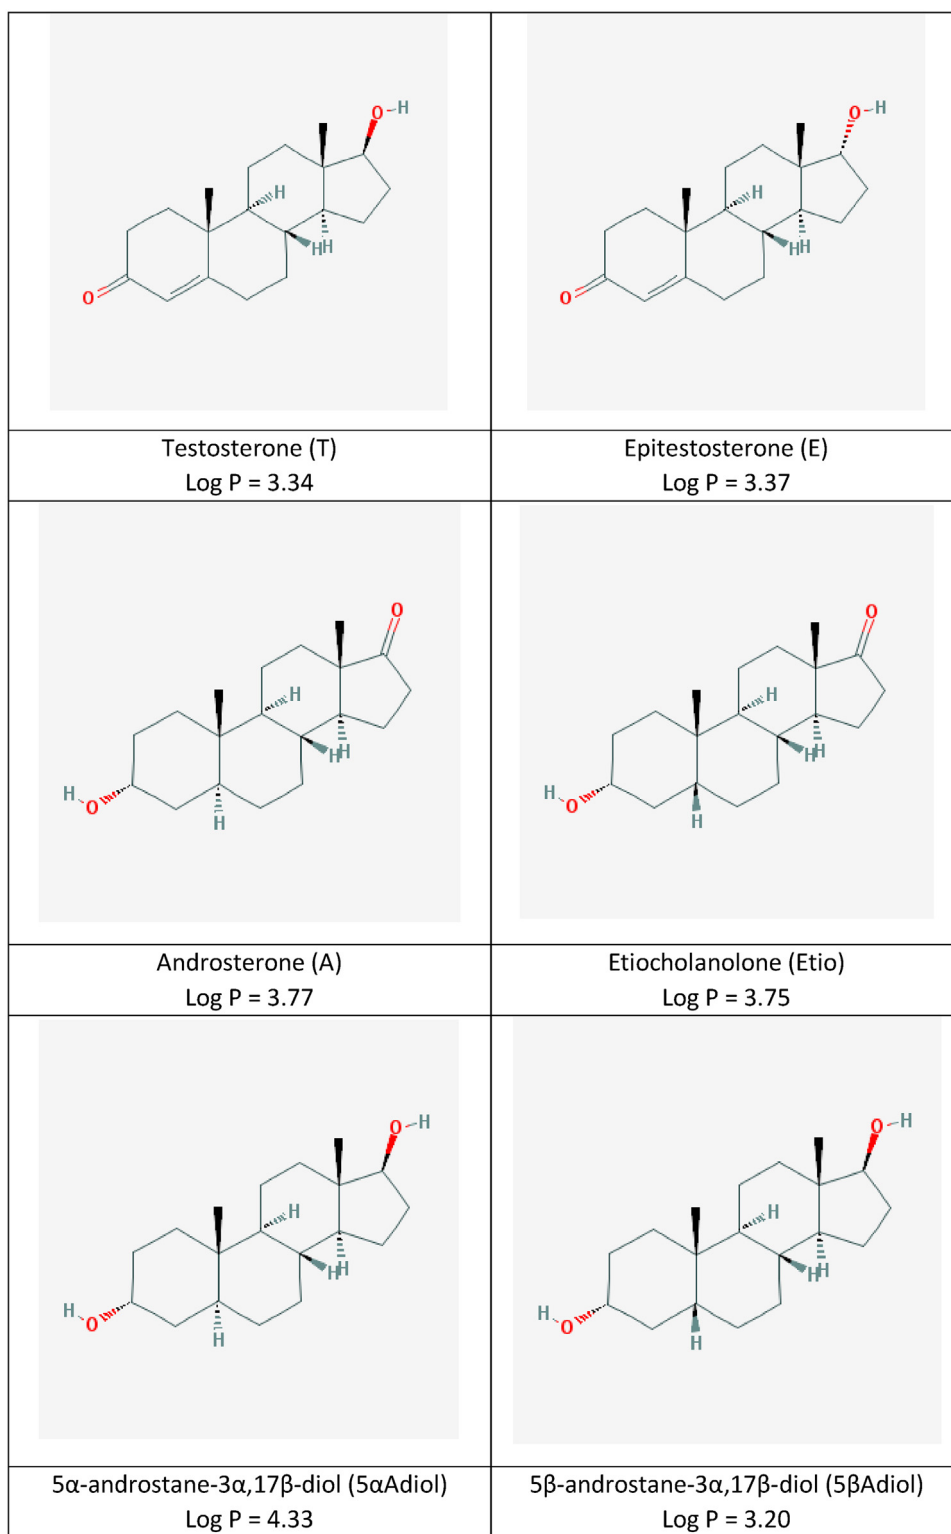 O-H
O-H
H
H
H H
H H
O
O
Testosterone (T)
Epitestosterone (E)
Log P = 3.34
Log P = 3.37
O
O
H
H
H H
H H
H O
H O
H
H
Androsterone (A)
Etiocholanolone (Etio)
Log P = 3.77
Log P = 3.75
O-H
O-H
H
H
H H
H H
H O
H O
H
H
5α-androstane-3α,17β-diol (5αAdiol)
5β-androstane-3α,17β-diol (5βAdiol)
Log P = 4.33
Log P = 3.20